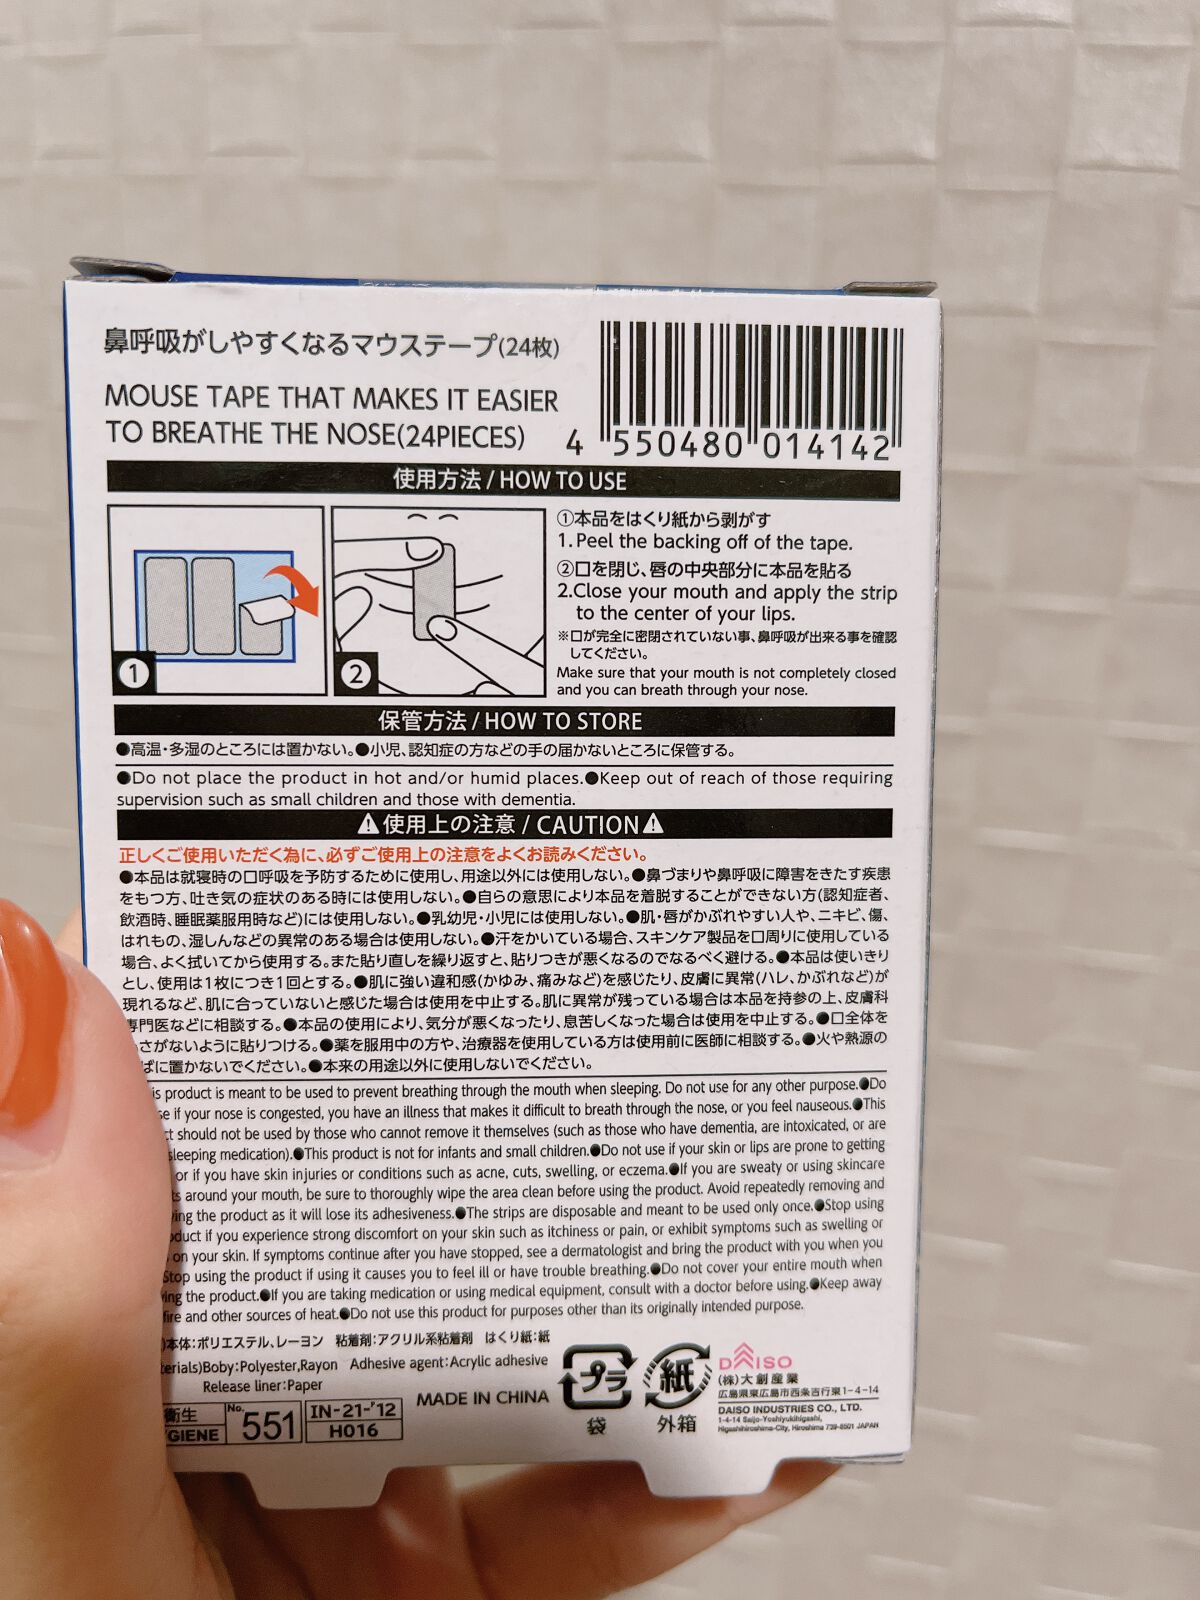 鼻呼吸がしやすくなるマウステープ(24枚)
MOUSE TAPE THAT MAKES IT EASIER
TO BREATHE THE NOSE(24PIECES)
4 550480 014142
使用方法 / HOW TO USE
1
2
①本品をはくり紙から剥がす
1. Peel the backing off of the tape.
②口を閉じ、唇の中央部分に本品を貼る
2.Close your mouth and apply the strip
to the center of your lips.
※口が完全に密閉されていない事、鼻呼吸が出来る事を確認
してください。
Make sure that your mouth is not completely closed
and you can breath through your nose.
保管方法 / HOW TO STORE
●高温・多湿のところには置かない。●小児、認知症の方などの手の届かないところに保管する。
●Do not place the product in hot and/or humid places.●Keep out of reach of those requiring
supervision such as small children and those with dementia.
⚠使用上の注意 / CAUTION⚠
正しくご使用いただく為に、必ずご使用上の注意をよくお読みください。
●本品は就寝時の口呼吸を予防するために使用し、用途以外には使用しない。●鼻づまりや鼻呼吸に障害をきたす疾患
をもつ方、吐き気の症状のある時には使用しない。●自らの意思により本品を着脱することができない方(認知症者、
飲酒時、睡眠薬服用時など)には使用しない。●乳幼児・小児には使用しない。●肌・唇がかぶれやすい人や、ニキビ、傷、
はれもの、湿しんなどの異常のある場合は使用しない。●汗をかいている場合、スキンケア製品を口周りに使用している
場合、よく拭いてから使用する。また貼り直しを繰り返すと、貼りつきが悪くなるのでなるべく避ける。●本品は使いきり
とし、使用は1枚につき1回とする。●肌に強い違和感(かゆみ、痛みなど)を感じたり、皮膚に異常(ハレ、かぶれなど)が
現れるなど、肌に合っていないと感じた場合は使用を中止する。肌に異常が残っている場合は本品を持参の上、皮膚科
専門医などに相談する。●本品の使用により、気分が悪くなったり、息苦しくなった場合は使用を中止する。●口全体を
さがないように貼りつける。●薬を服用中の方や、治療器を使用している方は使用前に医師に相談する。●火や熱源の
ばに置かないでください。●本来の用途以外に使用しないでください。
is product is meant to be used to prevent breathing through the mouth when sleeping. Do not use for any other purpose.●Do
se if your nose is congested, you have an illness that makes it difficult to breath through the nose, or you feel nauseous.●This
ct should not be used by those who cannot remove it themselves (such as those who have dementia, are intoxicated, or are
sleeping medication).●This product is not for infants and small children.●Do not use if your skin or lips are prone to getting
or if you have skin injuries or conditions such as acne, cuts, swelling, or eczema.●If you are sweaty or using skincare
ts around your mouth, be sure to thoroughly wipe the area clean before using the product. Avoid repeatedly removing and
ing the product as it will lose its adhesiveness.●The strips are disposable and meant to be used only once.●Stop using
duct if you experience strong discomfort on your skin such as itchiness or pain, or exhibit symptoms such as swelling or
on your skin. If symptoms continue after you have stopped, see a dermatologist and bring the product with you when you
Stop using the product if using it causes you to feel ill or have trouble breathing.●Do not cover your entire mouth when
ing the product.●If you are taking medication or using medical equipment, consult with a doctor before using.●Keep away
fire and other sources of heat.●Do not use this product for purposes other than its originally intended purpose.
)本体：ポリエステル、レーヨン 粘着剤：アクリル系粘着剤 はくり紙：紙
erials)Boby:Polyester,Rayon Adhesive agent:Acrylic adhesive
Release liner:Paper
衛生
GIENE
No. 551
IN-21-'12
H016
MADE IN CHINA
プラ
袋
紙
外箱
DAISO
(株)大創産業
広島県東広島市西条吉行東1-4-14
DAISO INDUSTRIES CO., LTD.
1-4-14 Saijo-Yoshiyukihigashi,
Higashihiroshima-City, Hiroshima 739-8501 JAPAN